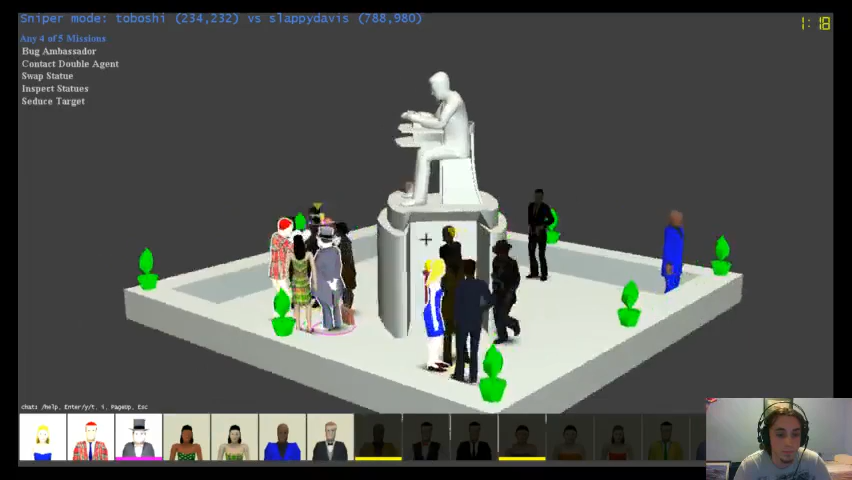 Sniper mode: toboshi (234,232) vs slappydavis (788,980)
1:18
Any 4 of 5 Missions
Bug Ambassador
Contact Double Agent
Swap Statue
Inspect Statues
Seduce Target
chat: /help, Enter/y/t, i, PageUp, Esc